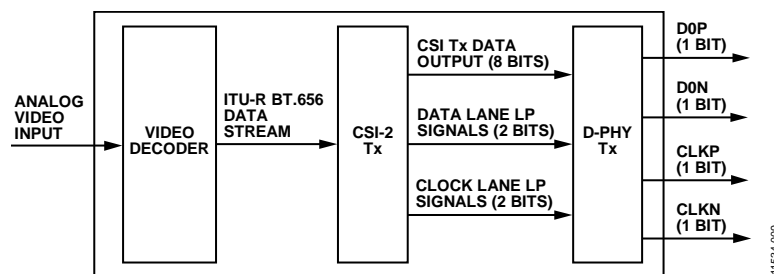 ANALOG
VIDEO
INPUT
VIDEO
DECODER
ITU-R BT.656
DATA
STREAM
CSI-2
Tx
CSI Tx DATA
OUTPUT (8 BITS)
DATA LANE LP
SIGNALS (2 BITS)
CLOCK LANE LP
SIGNALS (2 BITS)
D-PHY
Tx
D0P
(1 BIT)
D0N
(1 BIT)
CLKP
(1 BIT)
CLKN
(1 BIT)